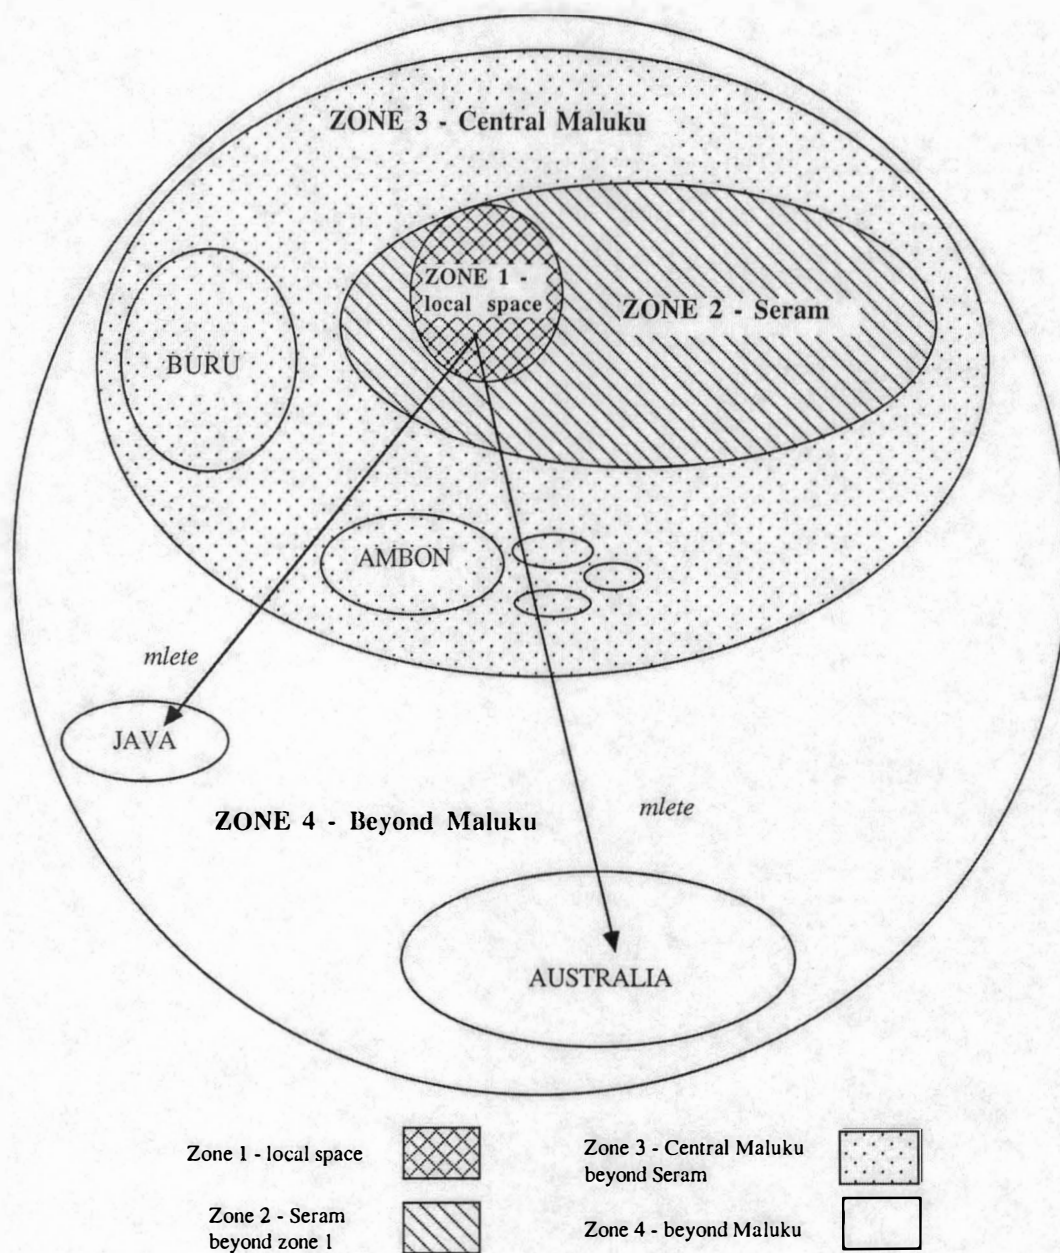 ZONE 3 - Central Maluku
ZONE 1 -
local space
ZONE 2 - Seram
BURU
AMBON
mlete
JAVA
mlete
ZONE 4 - Beyond Maluku
AUSTRALIA
Zone 1 - local space
Zone 3 - Central Maluku
beyond Seram
Zone 2 - Seram
beyond zone 1
Zone 4 - beyond Maluku